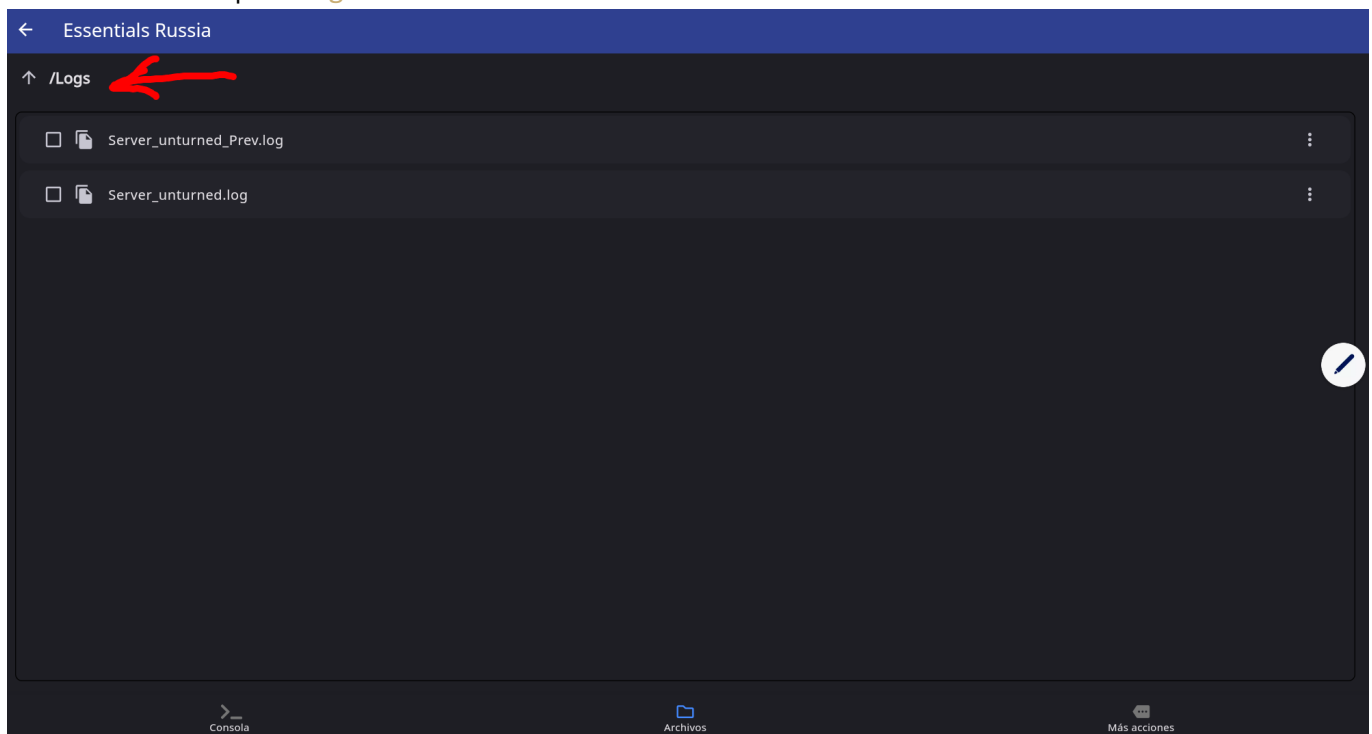 Essentials Russia
/Logs
Server_unturned_Prev.log
Server_unturned.log
Consola
Archivos
Más acciones